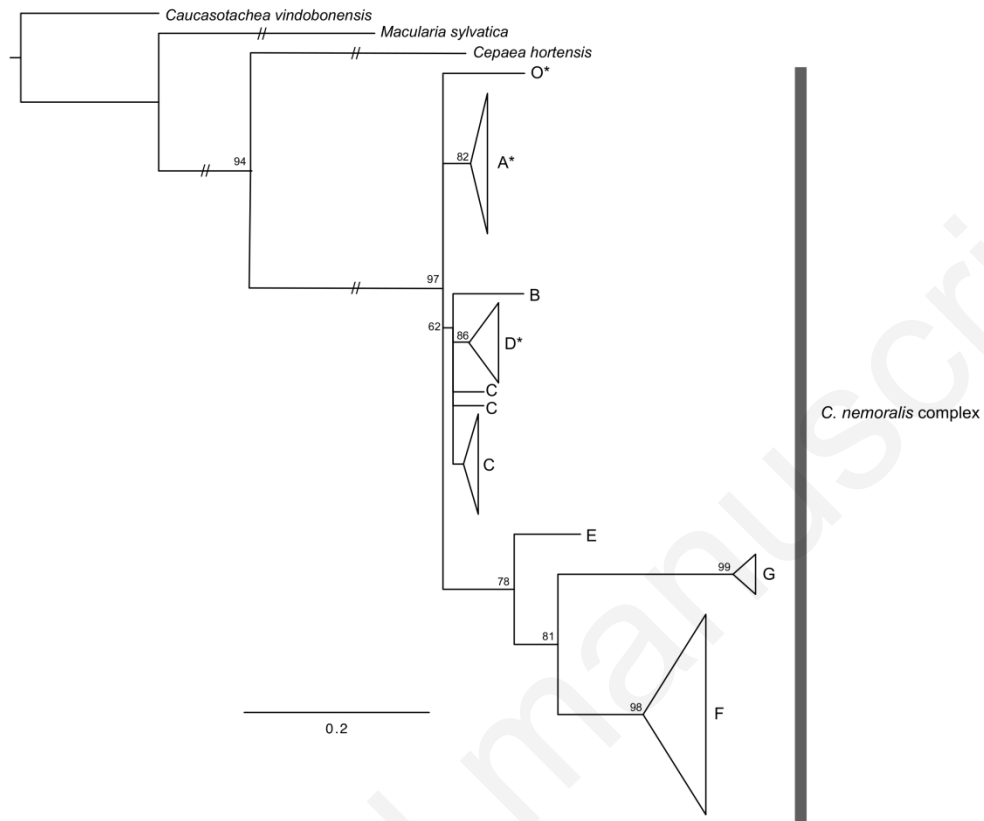 Caucasotachea vindobonensis
Macularia sylvatica
Cepaea hortensis
O*
94
82
A*
97
B
62
86
D*
C
C
C. nemoralis complex
C
E
99
G
78
81
98
F
0.2
manuscri